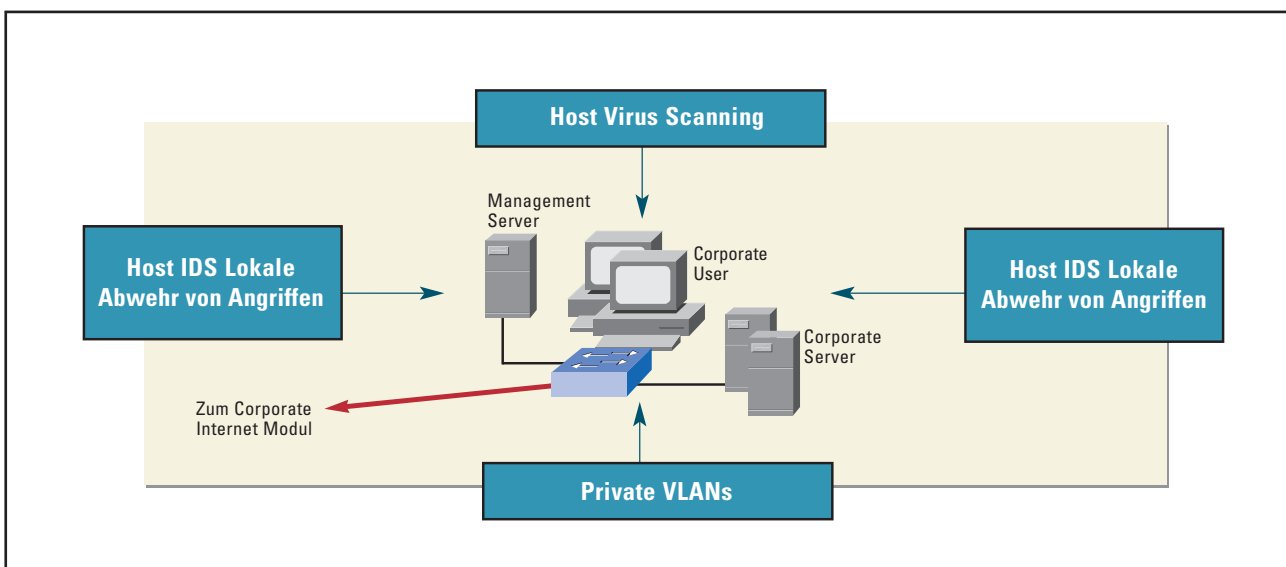 Host Virus Scanning
Management
Server
Corporate
User
Host IDS Lokale
Abwehr von Angriffen
Host IDS Lokale
Abwehr von Angriffen
Corporate
Server
Zum Corporate
Internet Modul
Private VLANs